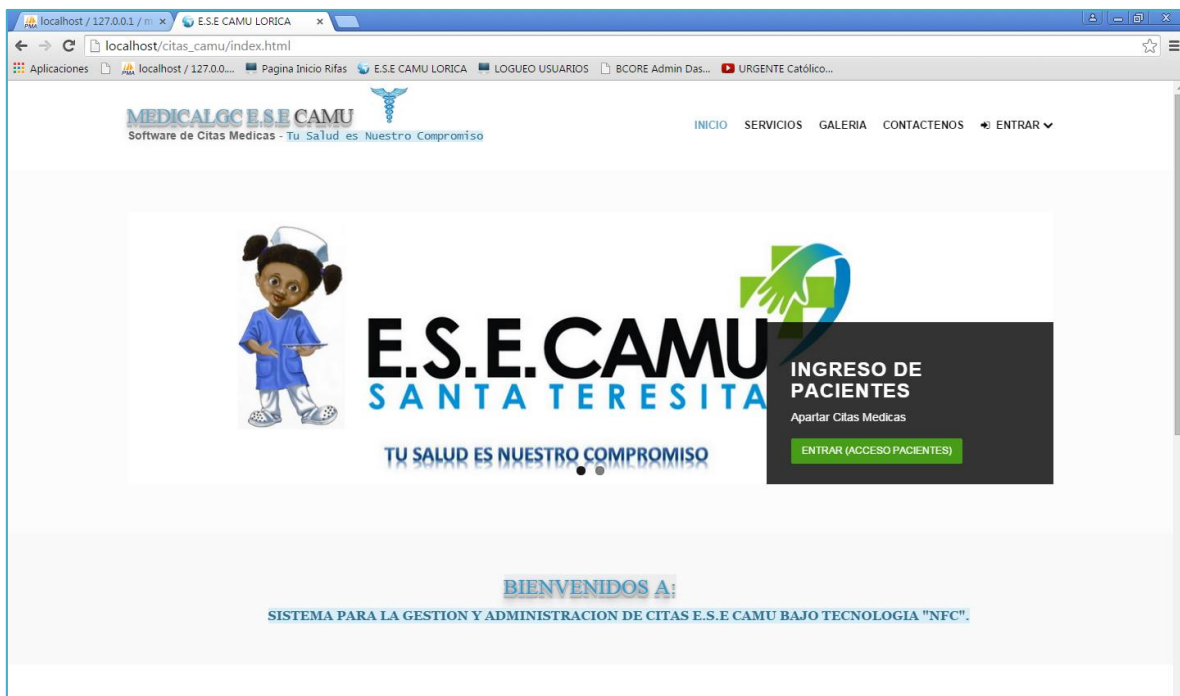 localhost / 127.0.0.1 / m
E.S.E CAMU LORICA
localhost/citas_camu/index.html
Aplicaciones
localhost / 127.0.0....
Pagina Inicio Rifas
E.S.E CAMU LORICA
LOGUEO USUARIOS
BCORE Admin Das...
URGENTE Católico...
MEDICALGC E.S.E CAMU
Software de Citas Medicas - Tu Salud es Nuestro Compromiso
INICIO SERVICIOS GALERIA CONTACTENOS ENTRAR
E.S.E. CAMU
SANTA TERESITA
TU SALUD ES NUESTRO COMPROMISO
INGRESO DE
PACIENTES
Apartar Citas Medicas
ENTRAR (ACCESO PACIENTES)
BIENVENIDOS A:
SISTEMA PARA LA GESTION Y ADMINISTRACION DE CITAS E.S.E CAMU BAJO TECNOLOGIA "NFC".